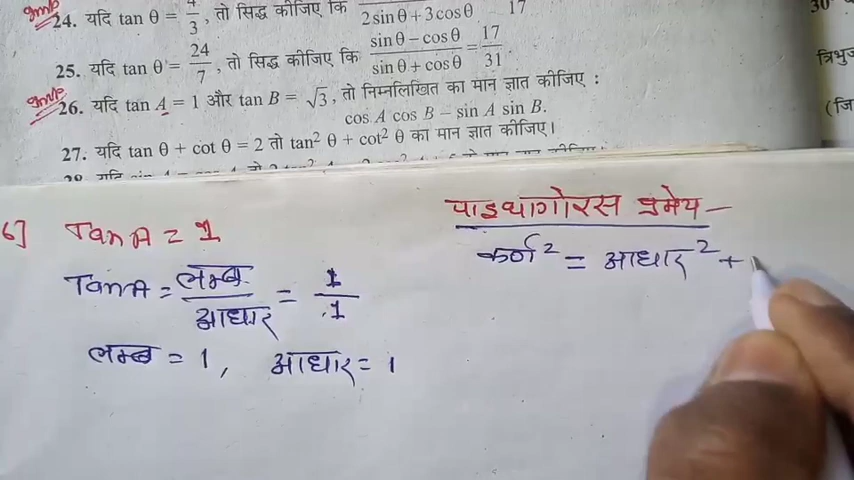 24. यदि tan θ = 4/3, तो सिद्ध कीजिए कि 2 sin θ + 3 cos θ 17
25. यदि tan θ = 24/7, तो सिद्ध कीजिए कि (sin θ − cos θ)/(sin θ + cos θ) = 17/31.
26. यदि tan A = 1 और tan B = √3, तो निम्नलिखित का मान ज्ञात कीजिए :
cos A cos B − sin A sin B.
27. यदि tan θ + cot θ = 2 तो tan² θ + cot² θ का मान ज्ञात कीजिए।
6] TanA = 1
TanA = लम्ब/आधार = 1/1
लम्ब = 1, आधार = 1
पाइथागोरस प्रमेय –
कर्ण² = आधार² +